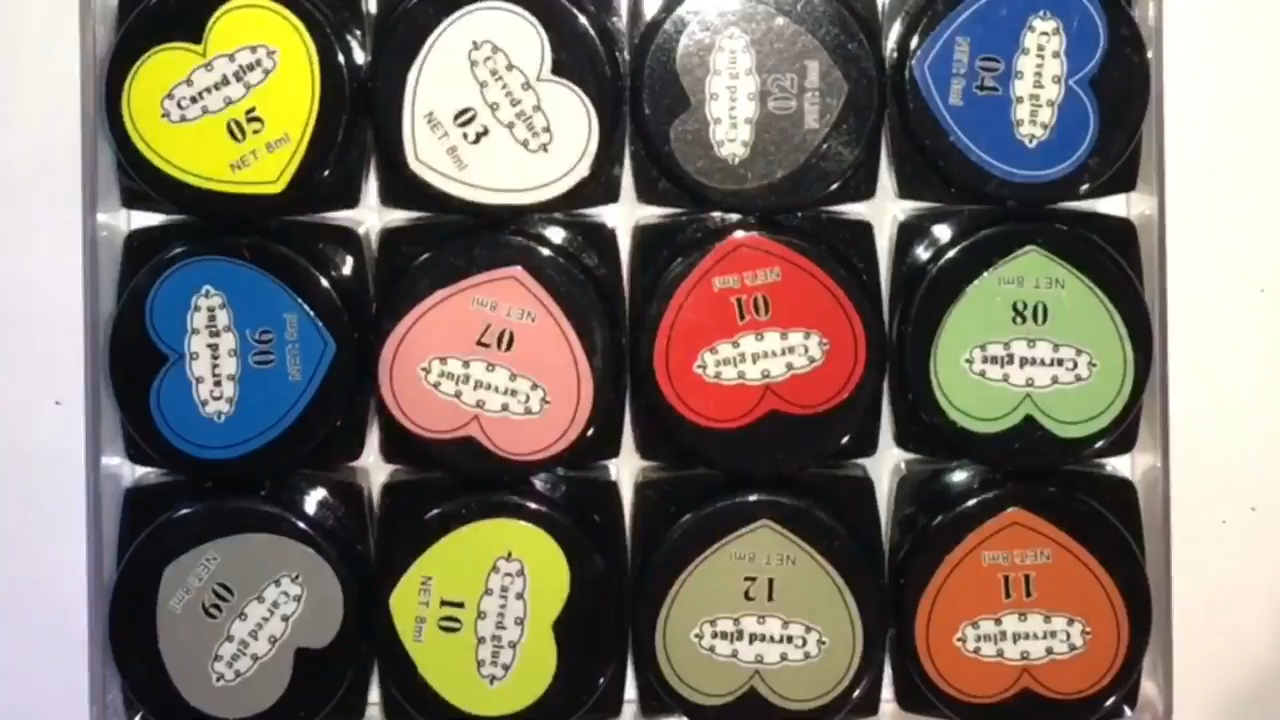 Carved glue
05
NET: 8ml
Carved glue
03
NET: 8ml
Carved glue
02
NET: 8ml
Carved glue
04
NET: 8ml
Carved glue
06
NET: 8ml
NET 8ml
07
Carved glue
NET: 8ml
01
Carved glue
NET 8ml
08
Carved glue
NET: 8ml
09
Carved glue
Carved glue
10
NET 8ml
NET 8ml
12
Carved glue
NET: 8ml
11
Carved glue